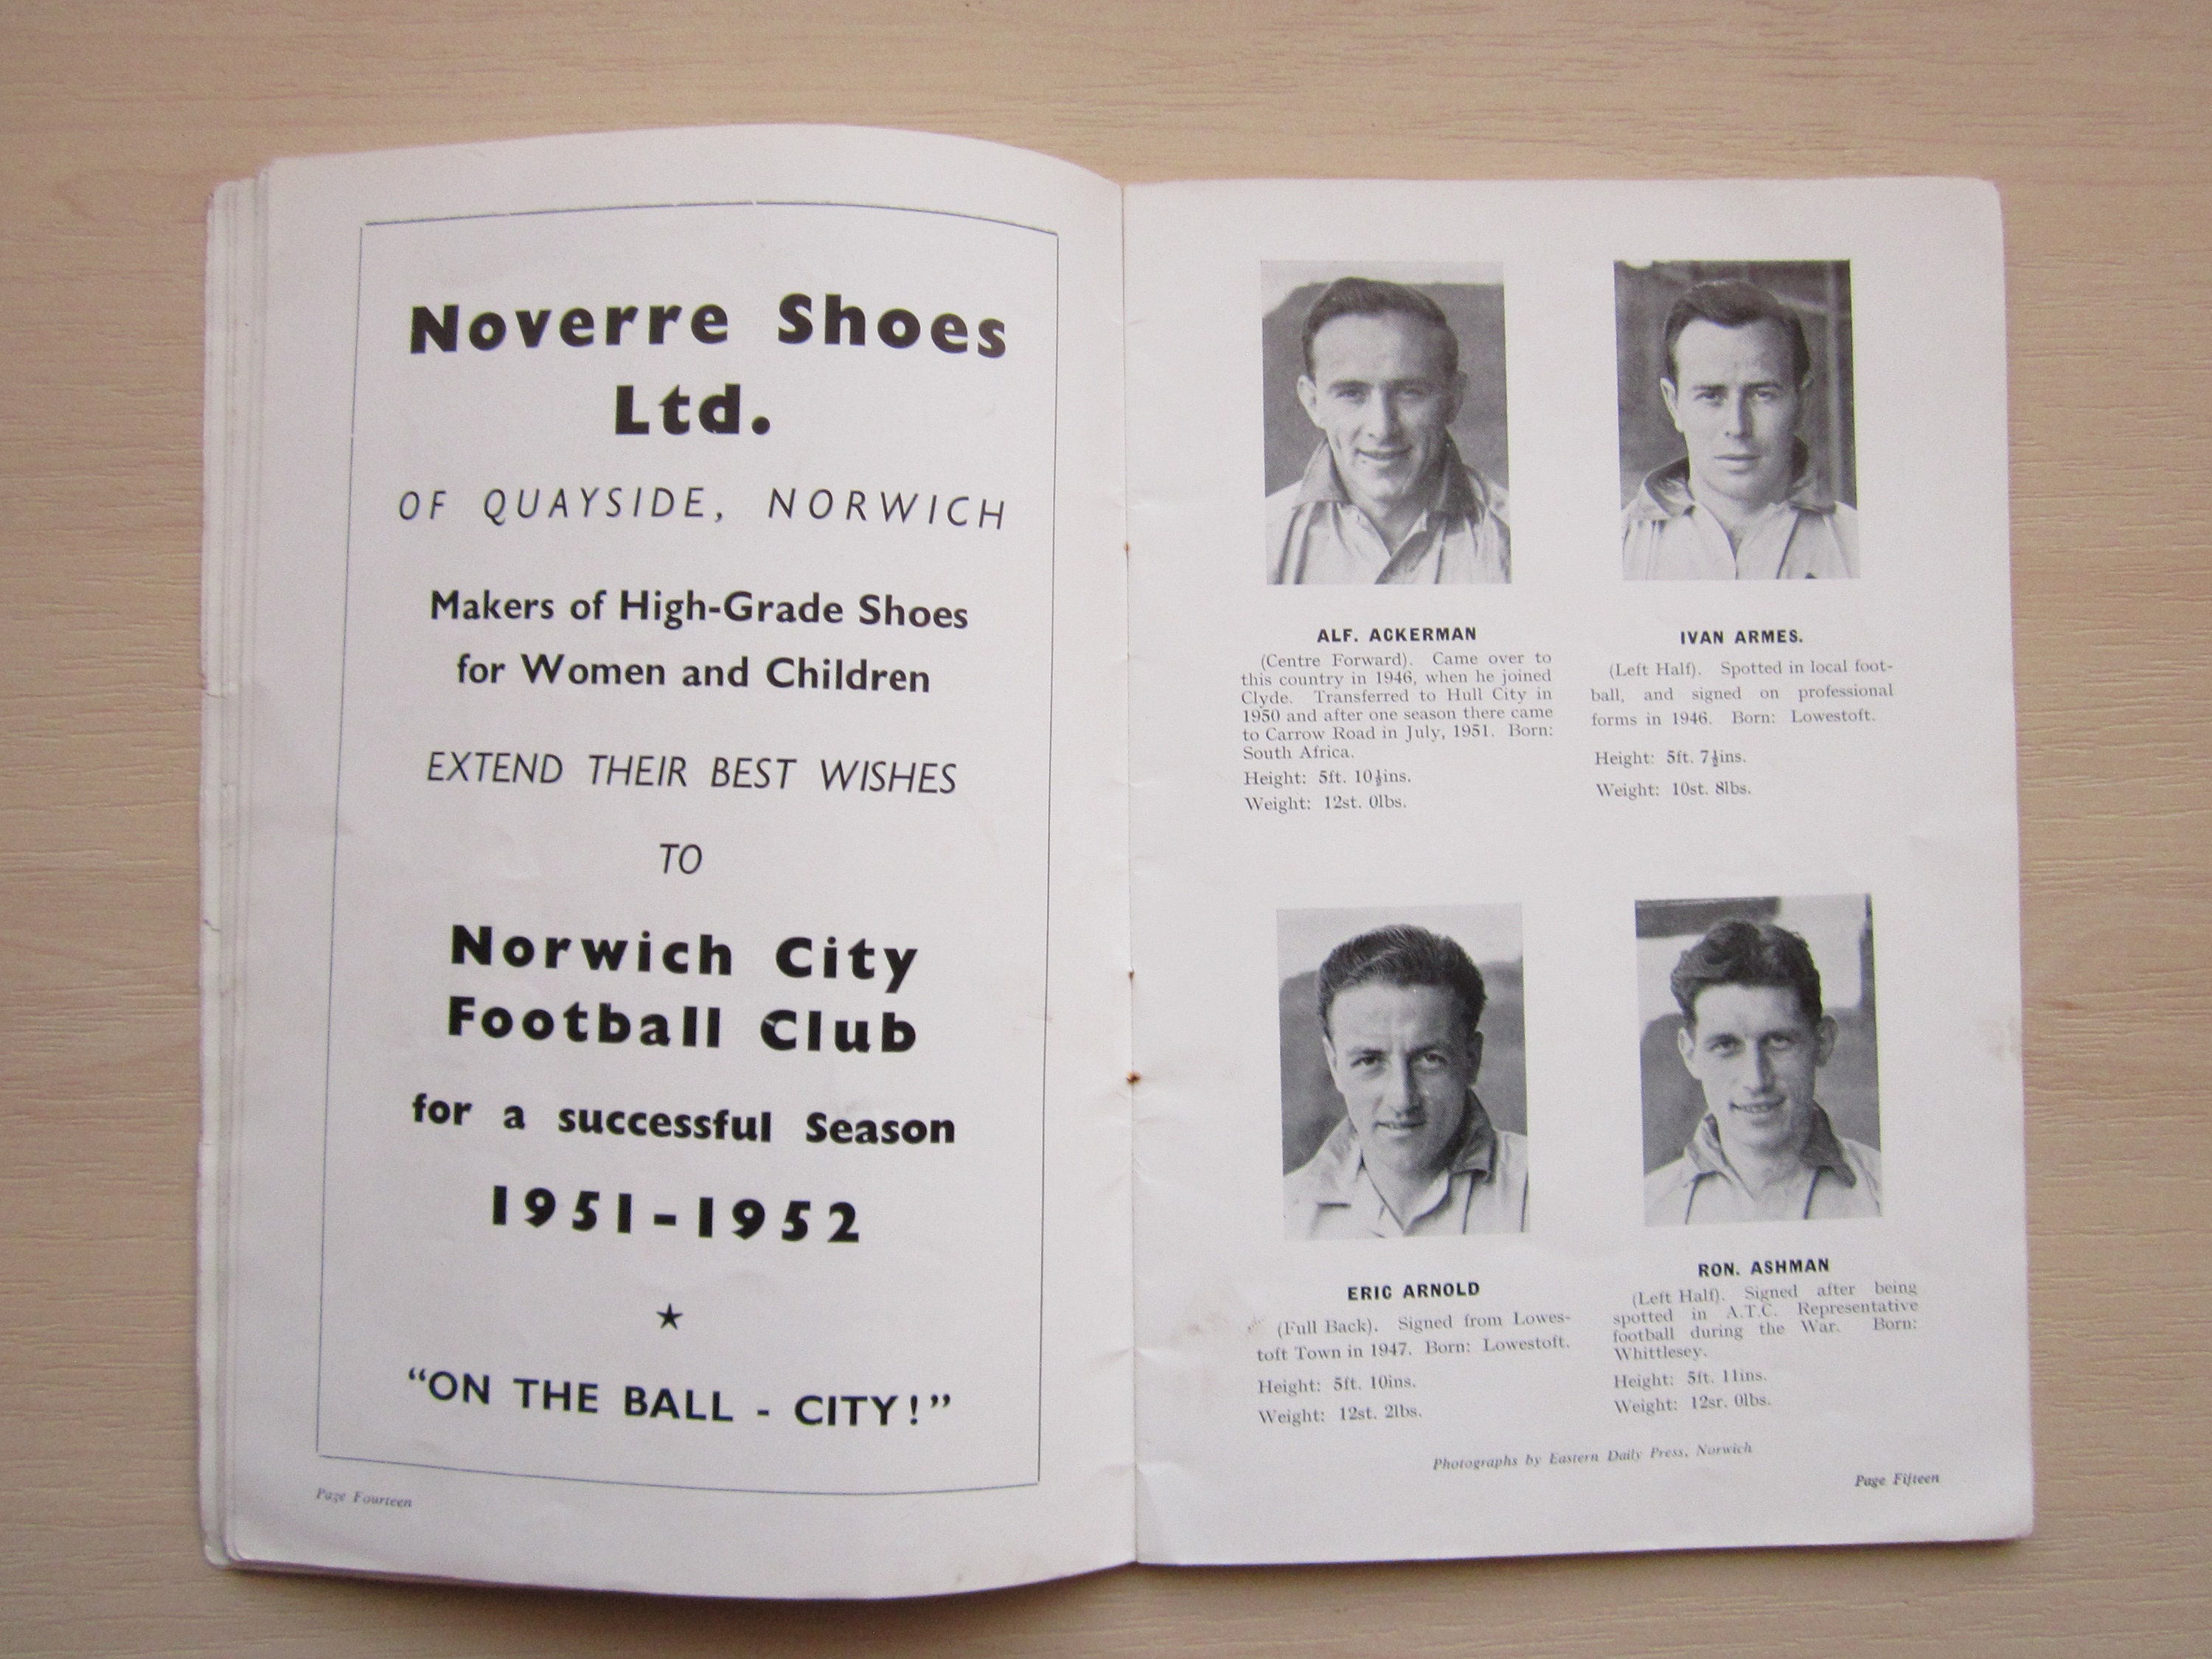 Noverre Shoes
Ltd.
OF QUAYSIDE, NORWICH
Makers of High-Grade Shoes
for Women and Children
EXTEND THEIR BEST WISHES
TO
Norwich City
Football Club
for a successful Season
1951-1952
★
“ON THE BALL - CITY!”
Page Fourteen
ALF. ACKERMAN
(Centre Forward). Came over to
this country in 1946, when he joined
Clyde. Transferred to Hull City in
1950 and after one season there came
to Carrow Road in July, 1951. Born:
South Africa.
Height: 5ft. 10½ins.
Weight: 12st. 0lbs.
IVAN ARMES.
(Left Half). Spotted in local foot-
ball, and signed on professional
forms in 1946. Born: Lowestoft.
Height: 5ft. 7½ins.
Weight: 10st. 8lbs.
ERIC ARNOLD
(Full Back). Signed from Lowes-
toft Town in 1947. Born: Lowestoft.
Height: 5ft. 10ins.
Weight: 12st. 2lbs.
RON. ASHMAN
(Left Half). Signed after being
spotted in A.T.C. Representative
football during the War. Born:
Whittlesey.
Height: 5ft. 11ins.
Weight: 12sr. 0lbs.
Photographs by Eastern Daily Press, Norwich
Page Fifteen